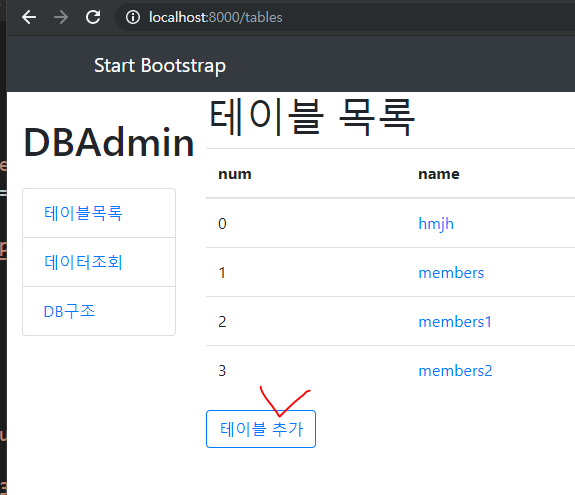 localhost:8000/tables
Start Bootstrap
DBAdmin
테이블목록
데이터조회
DB구조
테이블 목록
num name
0 hmjh
1 members
2 members1
3 members2
테이블 추가